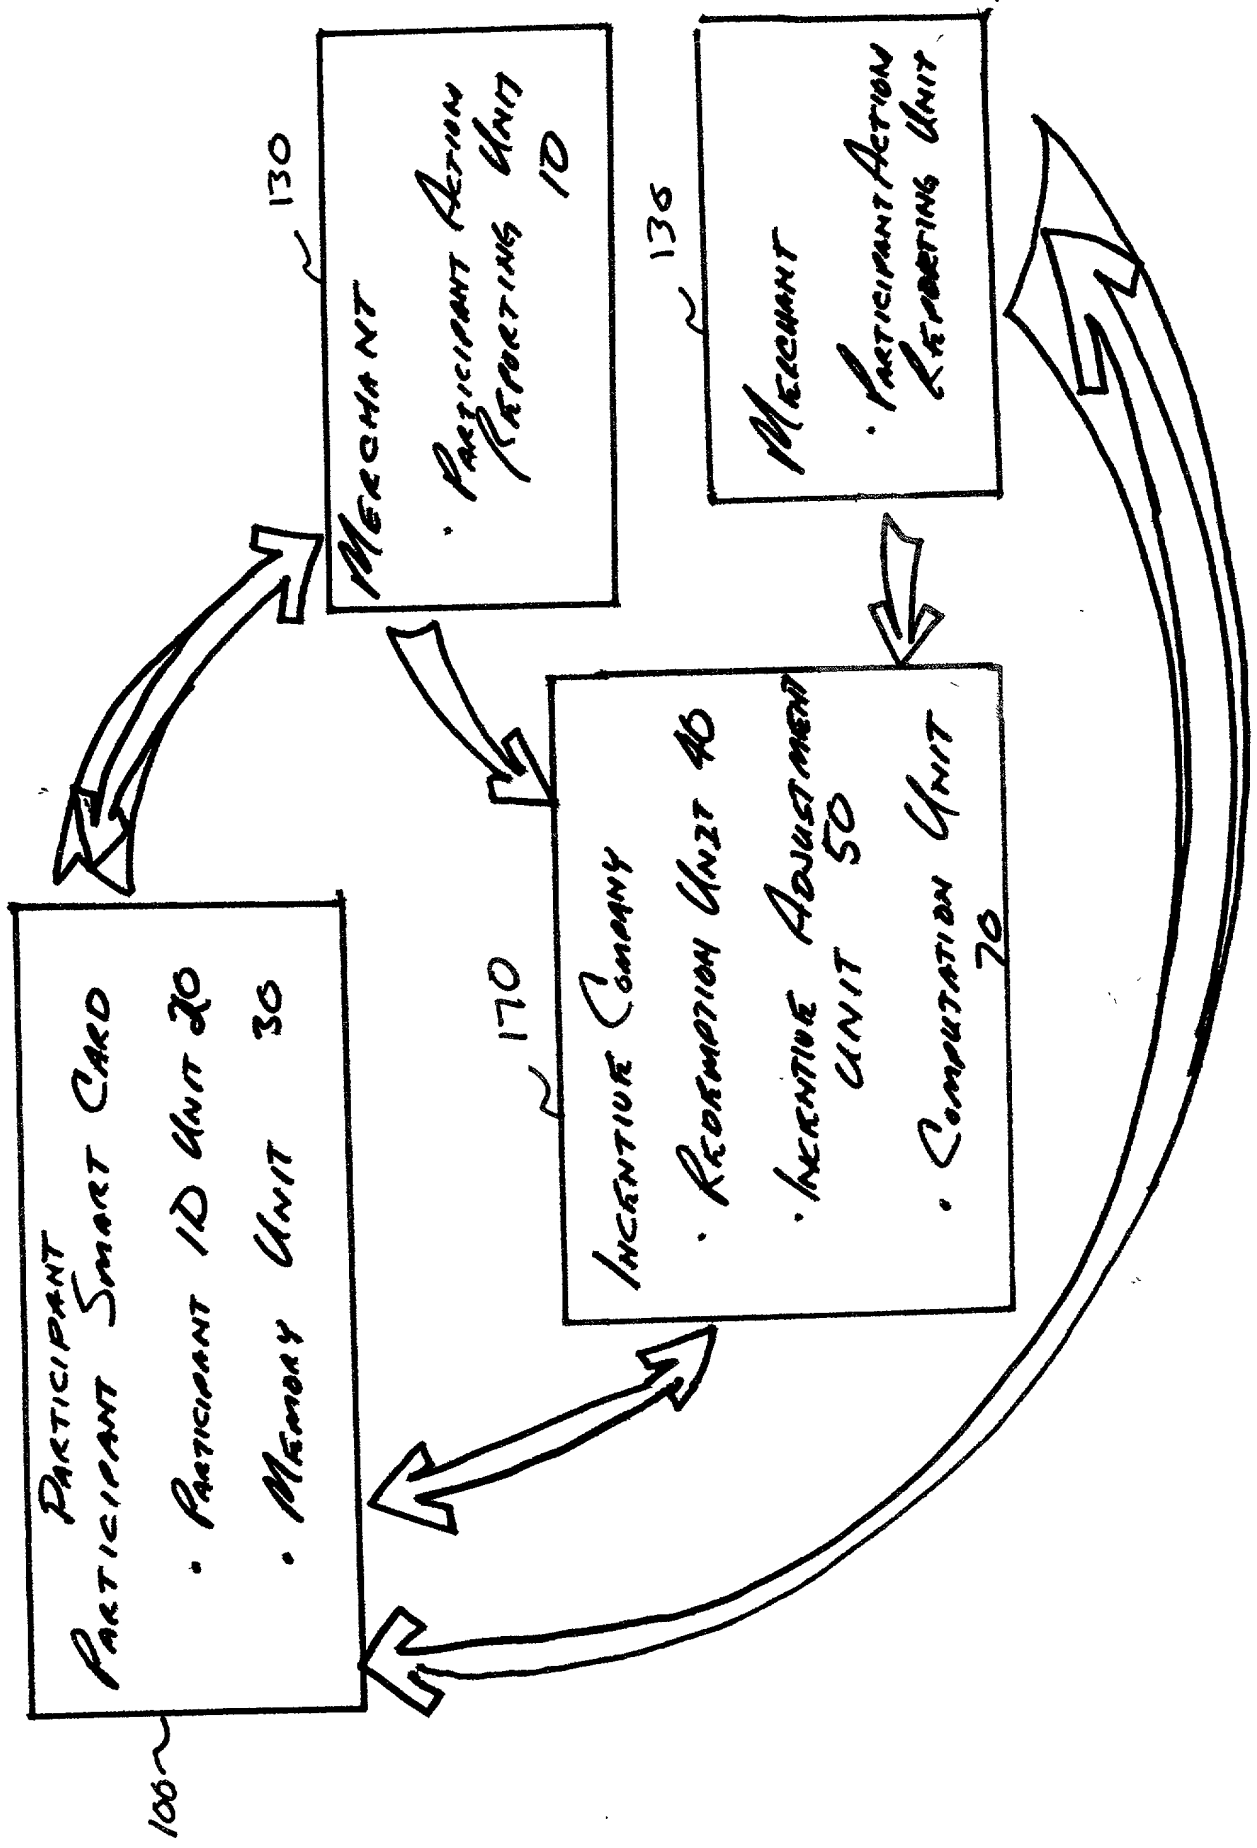 100
PARTICIPANT
PARTICIPANT SMART CARD
• PARTICIPANT ID UNIT 20
• MEMORY UNIT 30
130
MERCHANT
• PARTICIPANT ACTION
REPORTING UNIT
10
170
INCENTIVE COMPANY
• REDEMPTION UNIT 40
• INCENTIVE ADJUSTMENT
UNIT 50
• COMPUTATION UNIT
70
130
MERCHANT
• PARTICIPANT ACTION
REPORTING UNIT